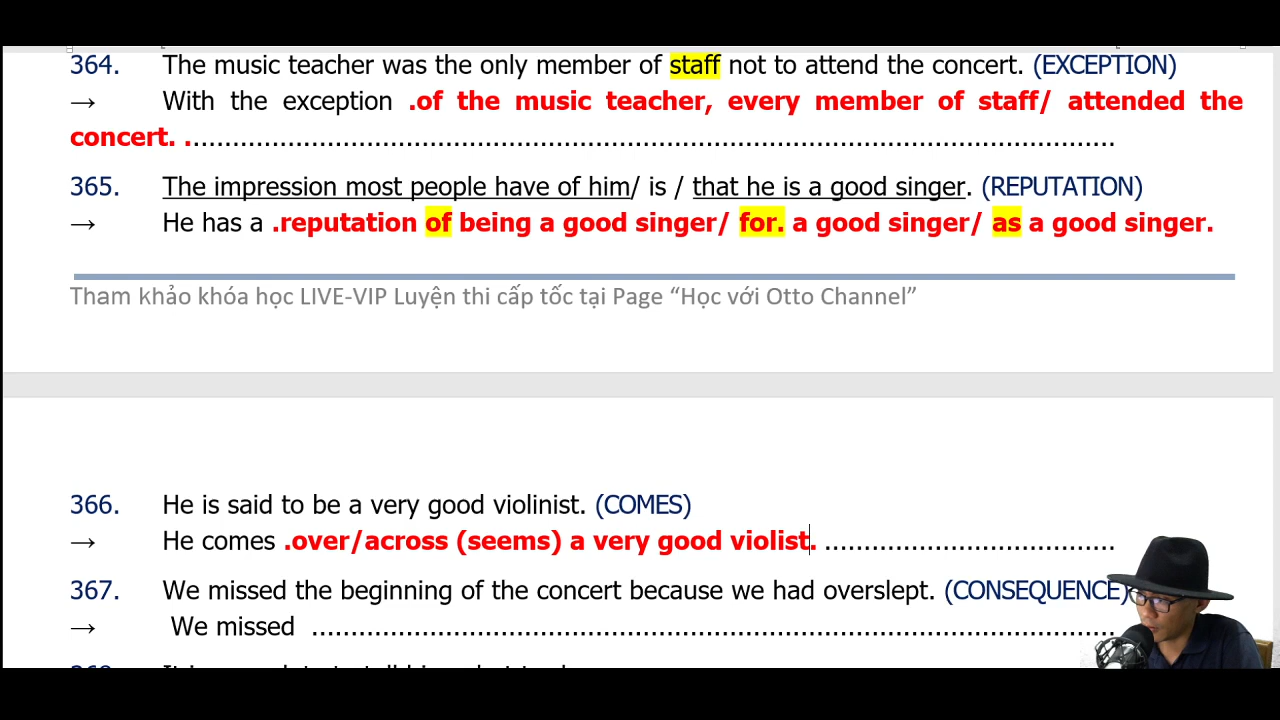 364. The music teacher was the only member of staff not to attend the concert. (EXCEPTION)
→ With the exception .of the music teacher, every member of staff/ attended the
concert. ...................................................................................................................
365. The impression most people have of him/ is / that he is a good singer. (REPUTATION)
→ He has a .reputation of being a good singer/ for. a good singer/ as a good singer.
Tham khảo khóa học LIVE-VIP Luyện thi cấp tốc tại Page “Học với Otto Channel”
366. He is said to be a very good violinist. (COMES)
→ He comes .over/across (seems) a very good violist. ....................................
367. We missed the beginning of the concert because we had overslept. (CONSEQUENCE)
→ We missed ....................................................................................................